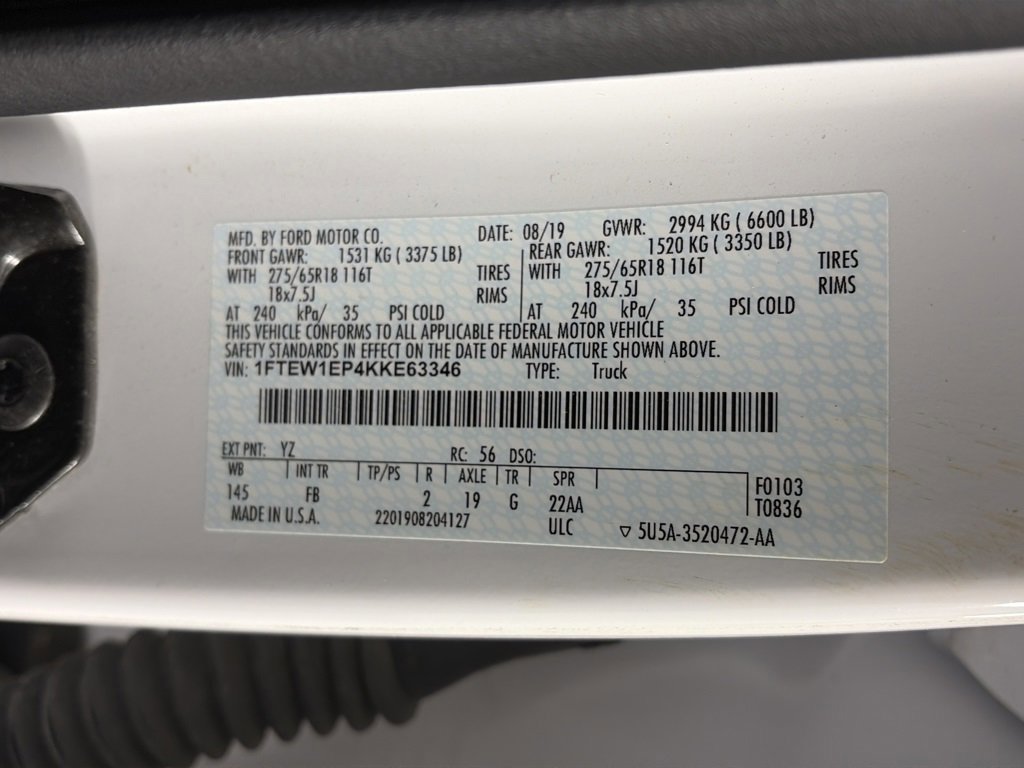 MFD. BY FORD MOTOR CO. DATE: 08/19 GVWR: 2994 KG ( 6600 LB)
FRONT GAWR: 1531 KG ( 3375 LB) REAR GAWR: 1520 KG ( 3350 LB)
WITH 275/65R18 116T TIRES WITH 275/65R18 116T TIRES
18x7.5J RIMS 18x7.5J RIMS
AT 240 kPa/ 35 PSI COLD AT 240 kPa/ 35 PSI COLD
THIS VEHICLE CONFORMS TO ALL APPLICABLE FEDERAL MOTOR VEHICLE
SAFETY STANDARDS IN EFFECT ON THE DATE OF MANUFACTURE SHOWN ABOVE.
VIN: 1FTEW1EP4KKE63346 TYPE: Truck
EXT PNT: YZ RC: 56 DSO:
WB INT TR TP/PS R AXLE TR SPR
145 FB 2 19 G 22AA F0103
T0836
MADE IN U.S.A. 2201908204127 ULC ▽ 5U5A-3520472-AA